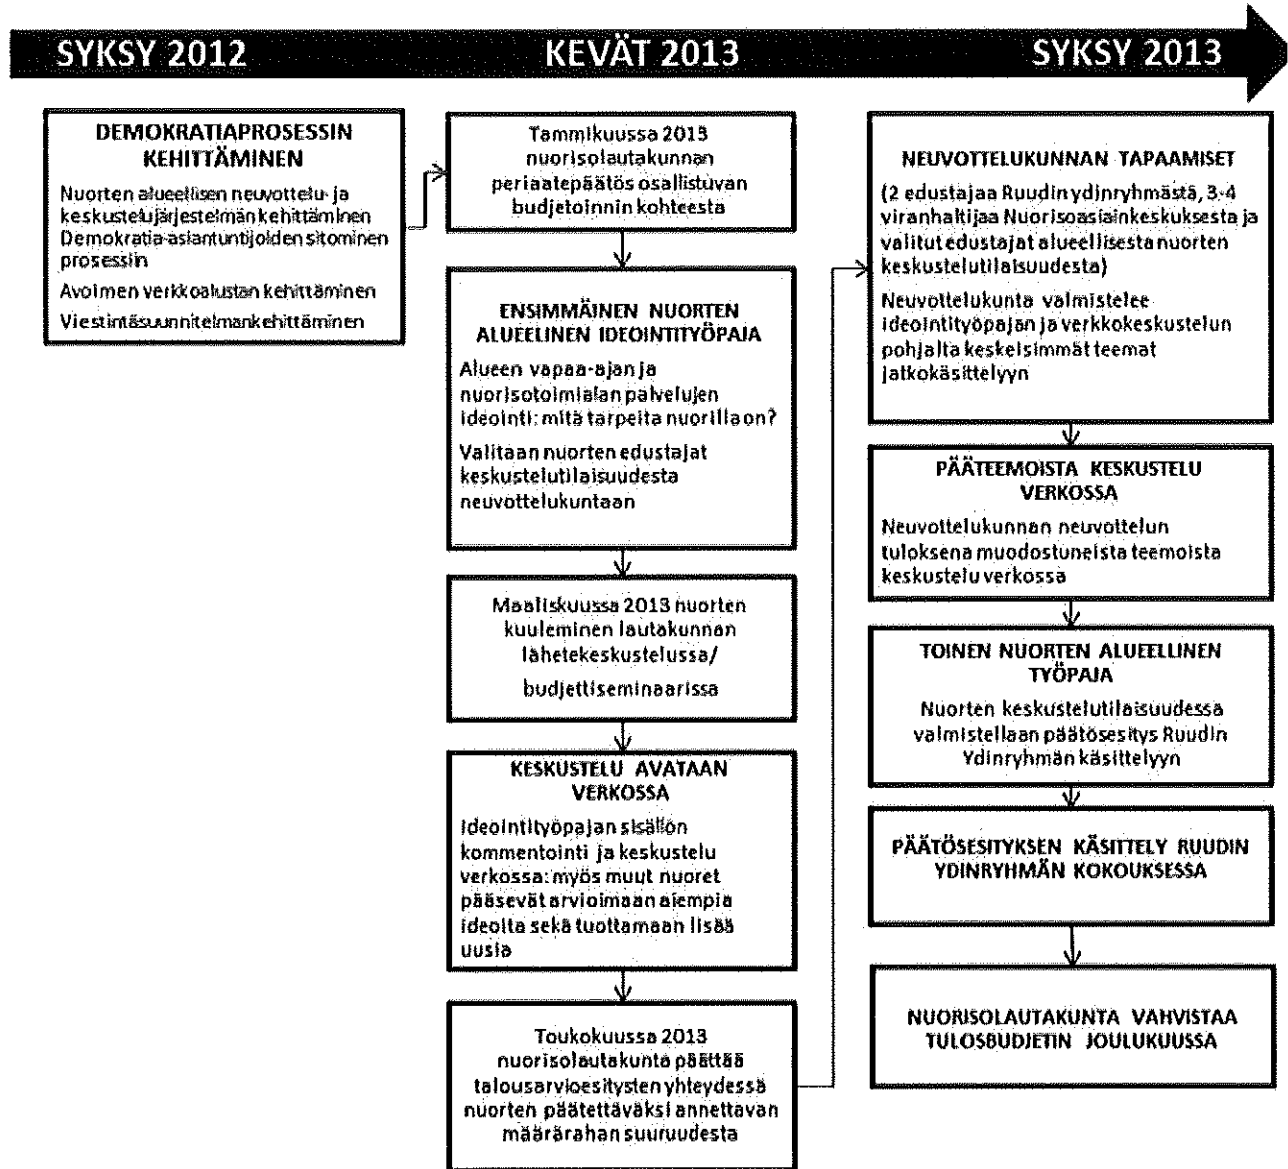 SYKSY 2012
KEVÄT 2013
SYKSY 2013
DEMOKRATIAPROSESSIN
KEHITTÄMINEN
Nuorten alueellisen neuvottelu- ja
keskustelujärjestelmän kehittäminen
Demokratia-asiantuntijoiden sitominen
prosessiin
Avoimen verkkoalustan kehittäminen
Viestintäsuunnitelmankehittäminen
Tammikuussa 2013
nuorisolautakunnan
periaatepäätös osallistuvan
budjetoinnin kohteesta
ENSIMMÄINEN NUORTEN
ALUEELINEN IDEOINTITYÖPAJA
Alueen vapaa-ajan ja
nuorisotoimialan palvelujen
ideointi: mitä tarpeita nuorilla on?
Valitaan nuorten edustajat
keskustelutilaisuudesta
neuvottelukuntaan
Maaliskuussa 2013 nuorten
kuuleminen lautakunnan
lähetekeskustelussa/
budjettiseminaarissa
KESKUSTELU AVATAAN
VERKOSSA
Ideointityöpajan sisällön
kommentointi ja keskustelu
verkossa: myös muut nuoret
pääsevät arvioimaan aiempia
ideoita sekä tuottamaan lisää
uusia
Toukokuussa 2013
nuorisolautakunta päättää
talousarvioesitysten yhteydessä
nuorten päätettäväksi annettavan
määrärahan suuruudesta
NEUVOTTELUKUNNAN TAPAAMISET
(2 edustajaa Ruudin ydinryhmästä, 3-4
viranhaltijaa Nuorisoasiainkeskuksesta ja
valitut edustajat alueellisesta nuorten
keskustelutilaisuudesta)
Neuvottelukunta valmistelee
ideointityöpajan ja verkkokeskustelun
pohjalta keskeisimmät teemat
jatkokäsittelyyn
PÄÄTEEMOISTA KESKUSTELU
VERKOSSA
Neuvottelukunnan neuvottelun
tuloksena muodostuneista teemoista
keskustelu verkossa
TOINEN NUORTEN ALUEELLINEN
TYÖPAJA
Nuorten keskustelutilaisuudessa
valmistellaan päätösesitys Ruudin
Ydinryhmän käsittelyyn
PÄÄTÖSESITYKSEN KÄSITTELY RUUDIN
YDINRYHMÄN KOKOUKSESSA
NUORISOLAUTAKUNTA VAHVISTAA
TULOSBUDJETIN JOULUKUUSSA